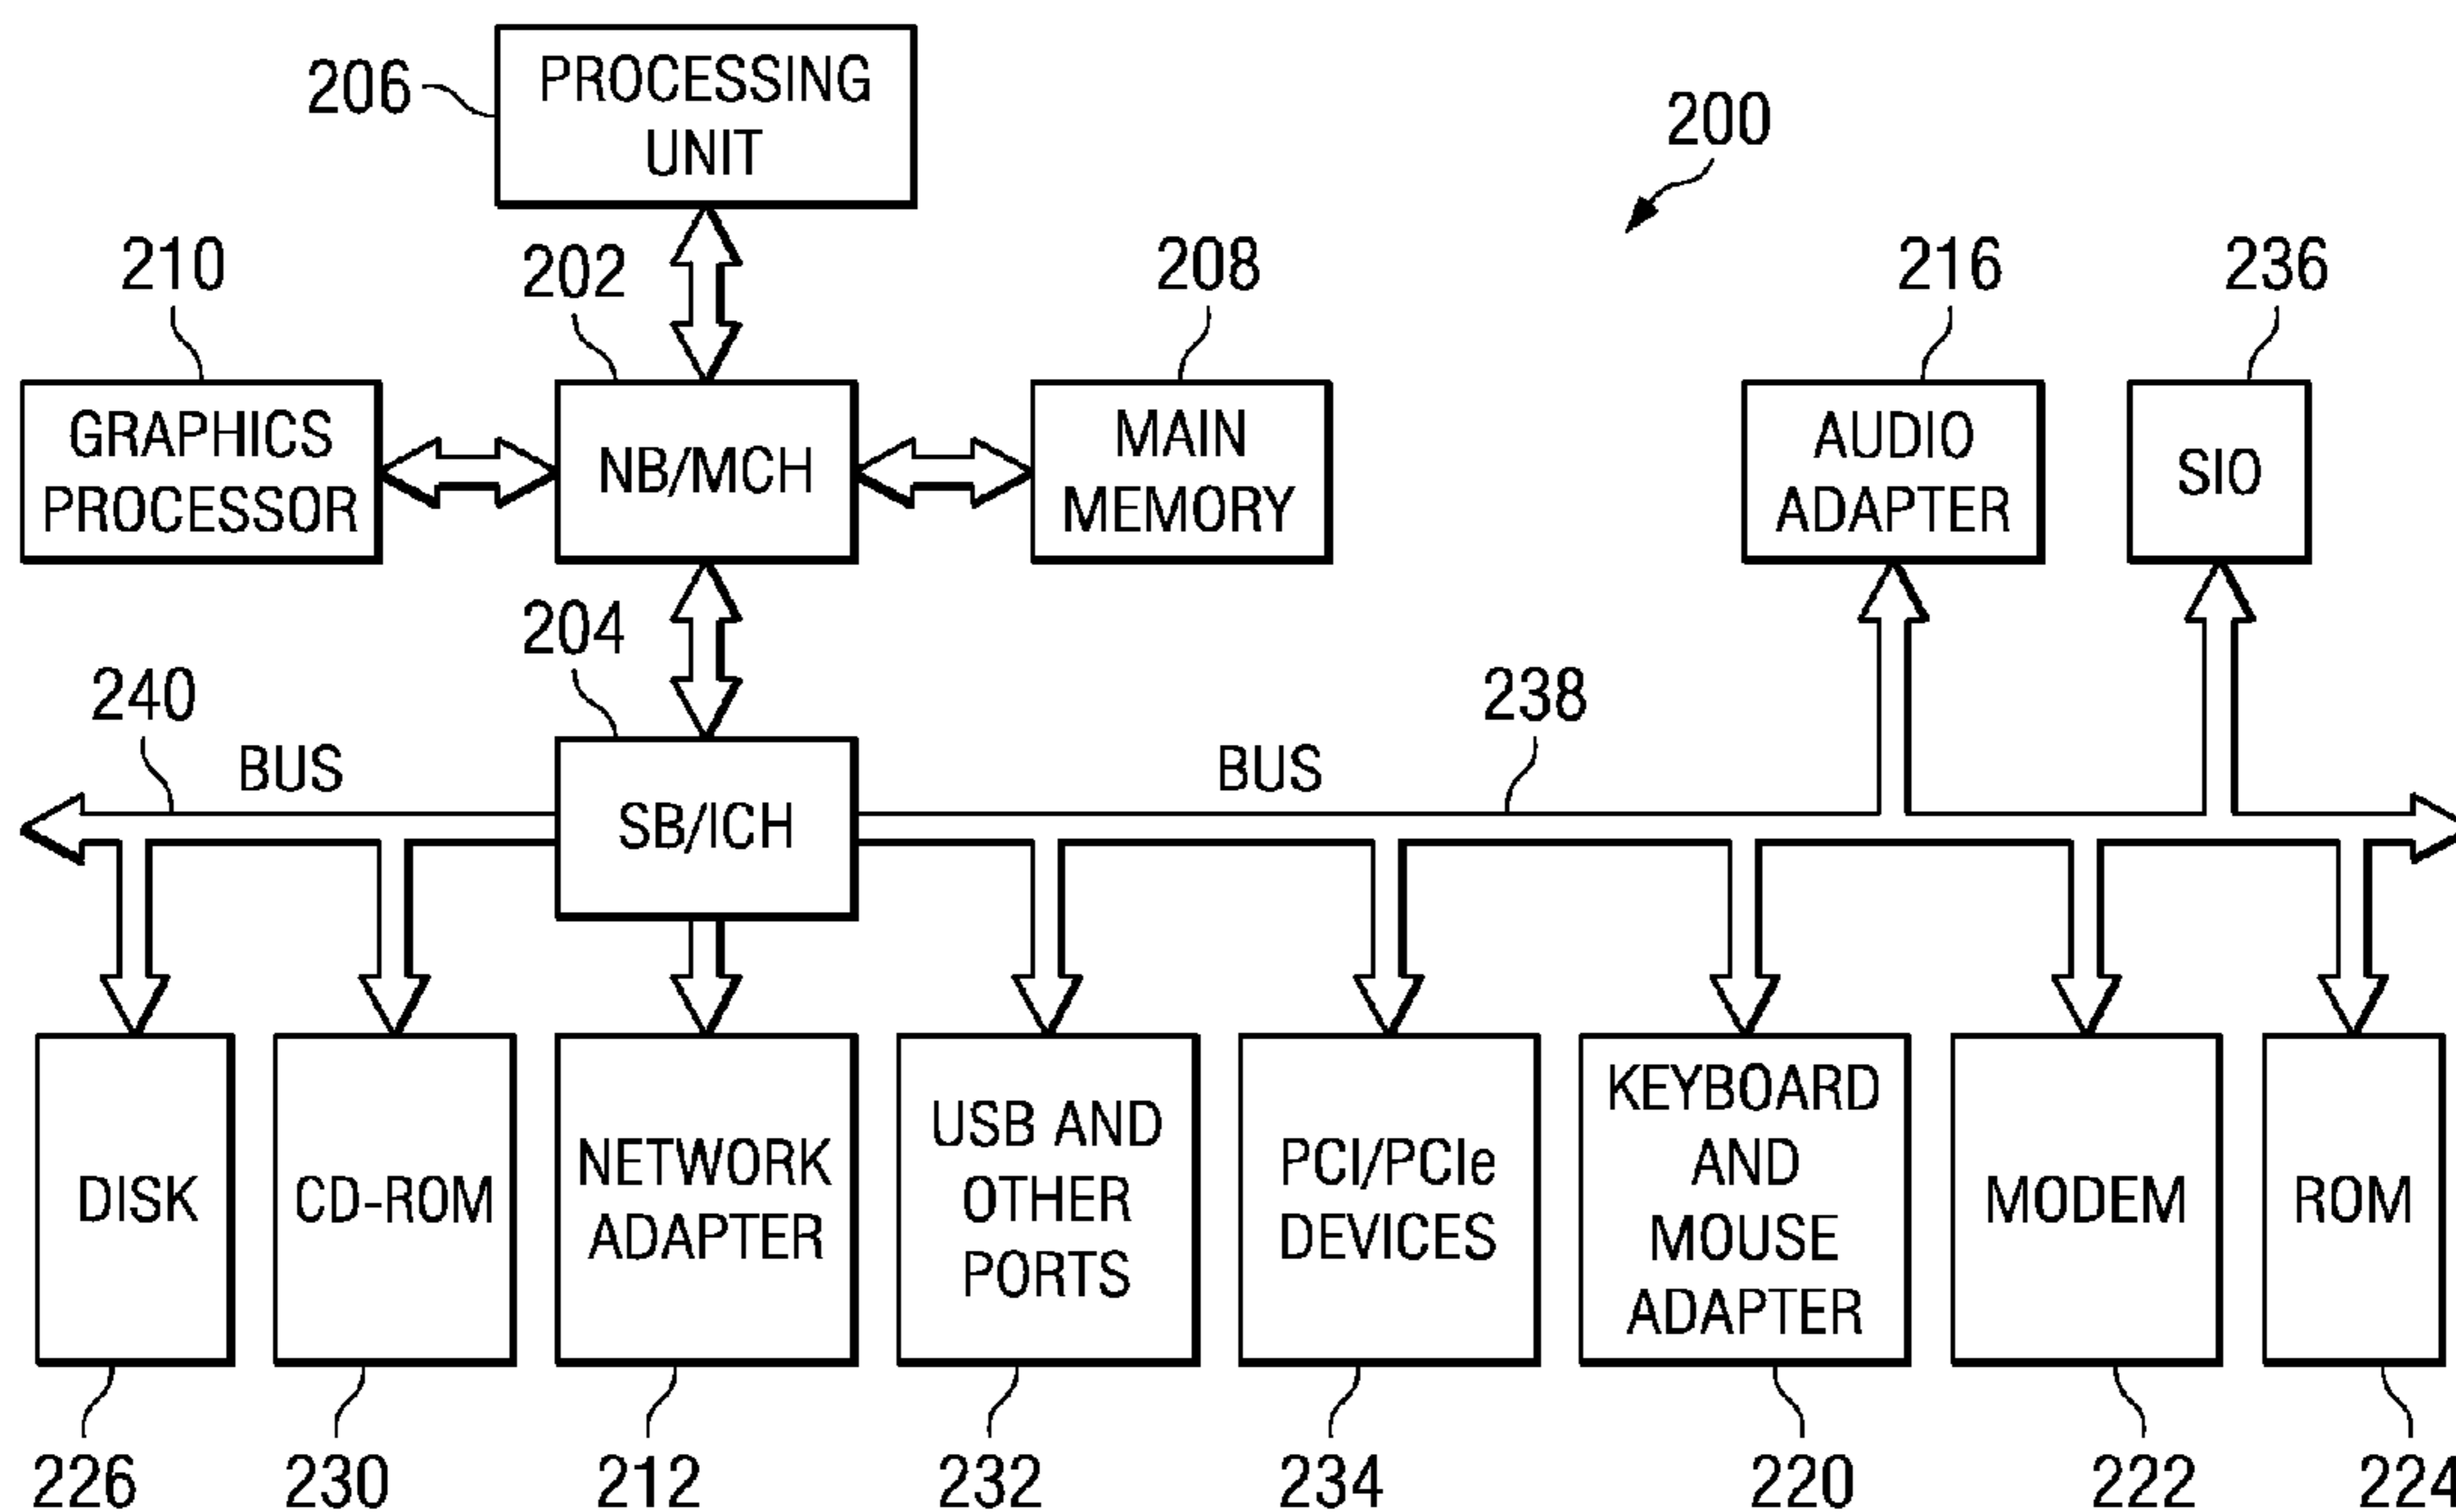 206
PROCESSING
UNIT
200
210
202
208
216
236
GRAPHICS
PROCESSOR
NB/MCH
MAIN
MEMORY
AUDIO
ADAPTER
SIO
204
240
BUS
238
BUS
SB/ICH
DISK
CD-ROM
NETWORK
ADAPTER
USB AND
OTHER
PORTS
PCI/PCIe
DEVICES
KEYBOARD
AND
MOUSE
ADAPTER
MODEM
ROM
226
230
212
232
234
220
222
224